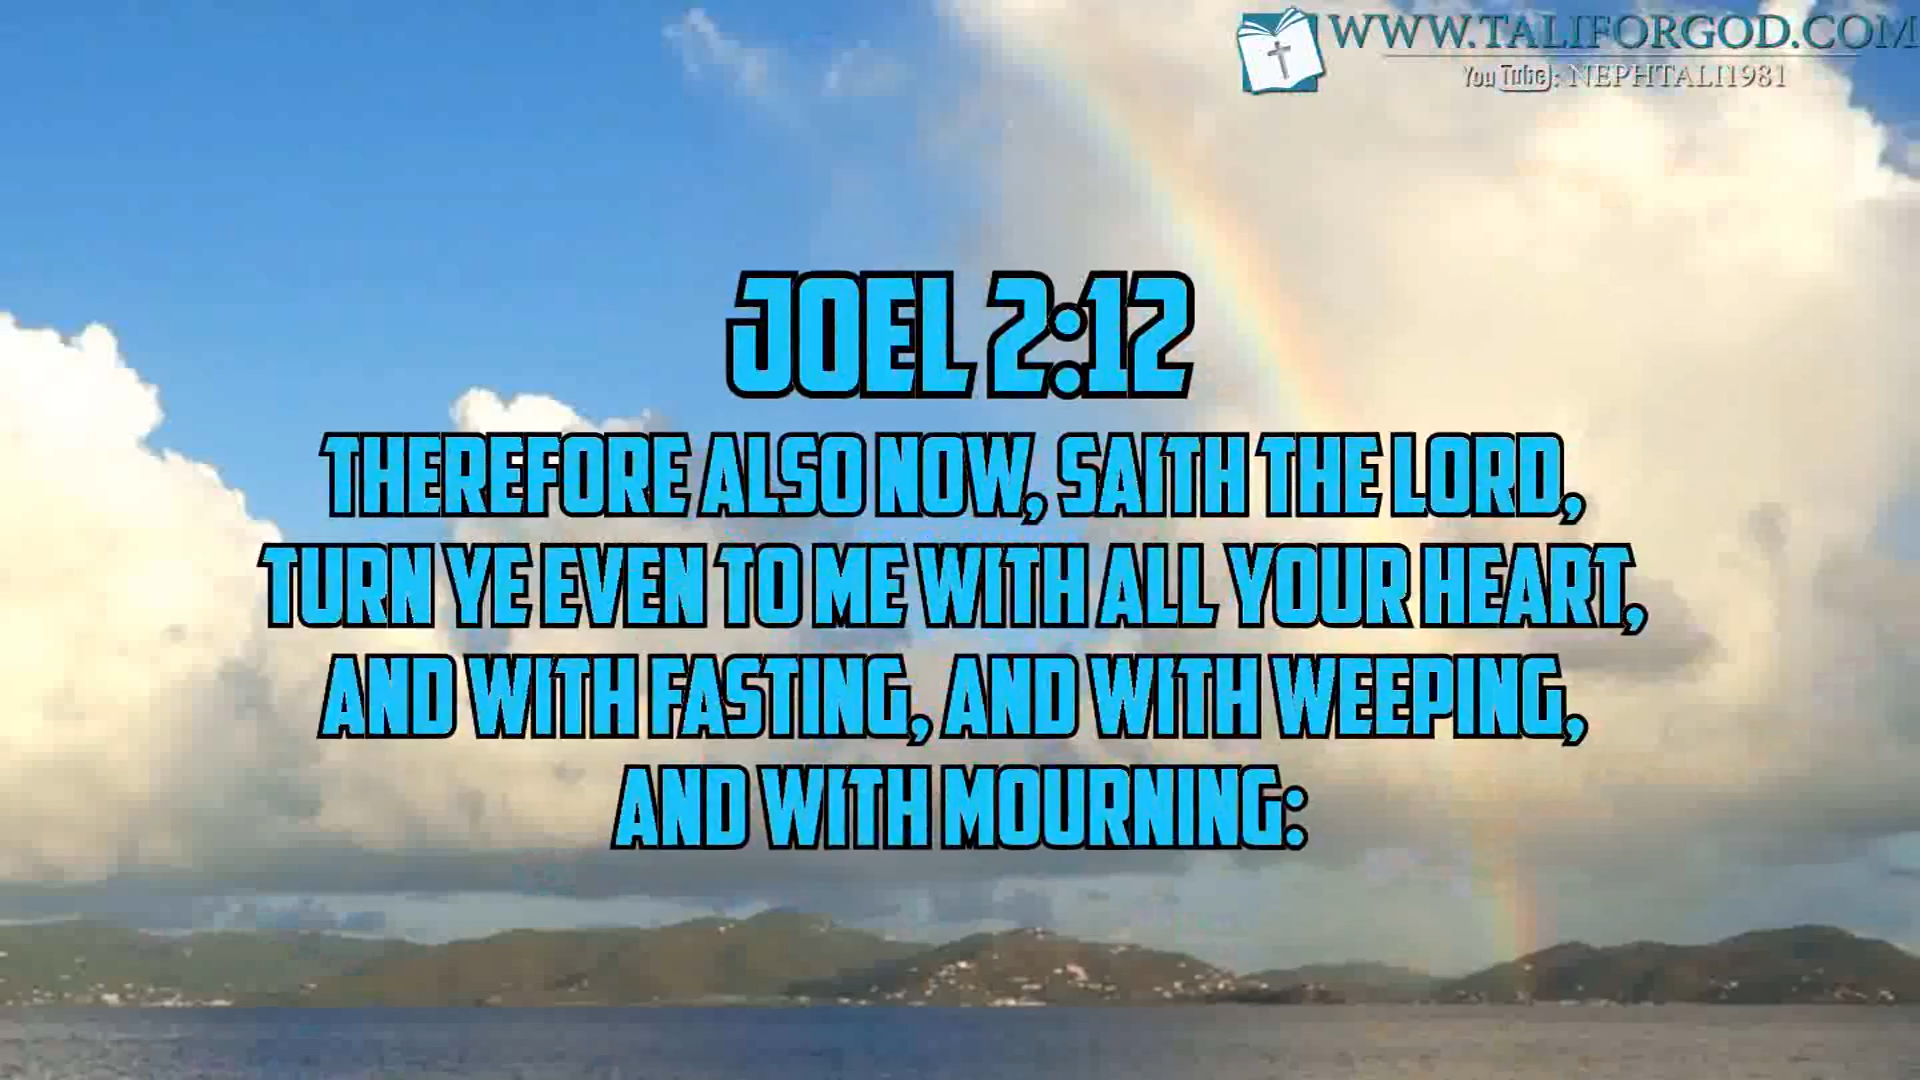 WWW.TALIFORGOD.COM
You Tube: NEPHTALI1981
JOEL 2:12
THEREFORE ALSO NOW, SAITH THE LORD,
TURN YE EVEN TO ME WITH ALL YOUR HEART,
AND WITH FASTING, AND WITH WEEPING,
AND WITH MOURNING: